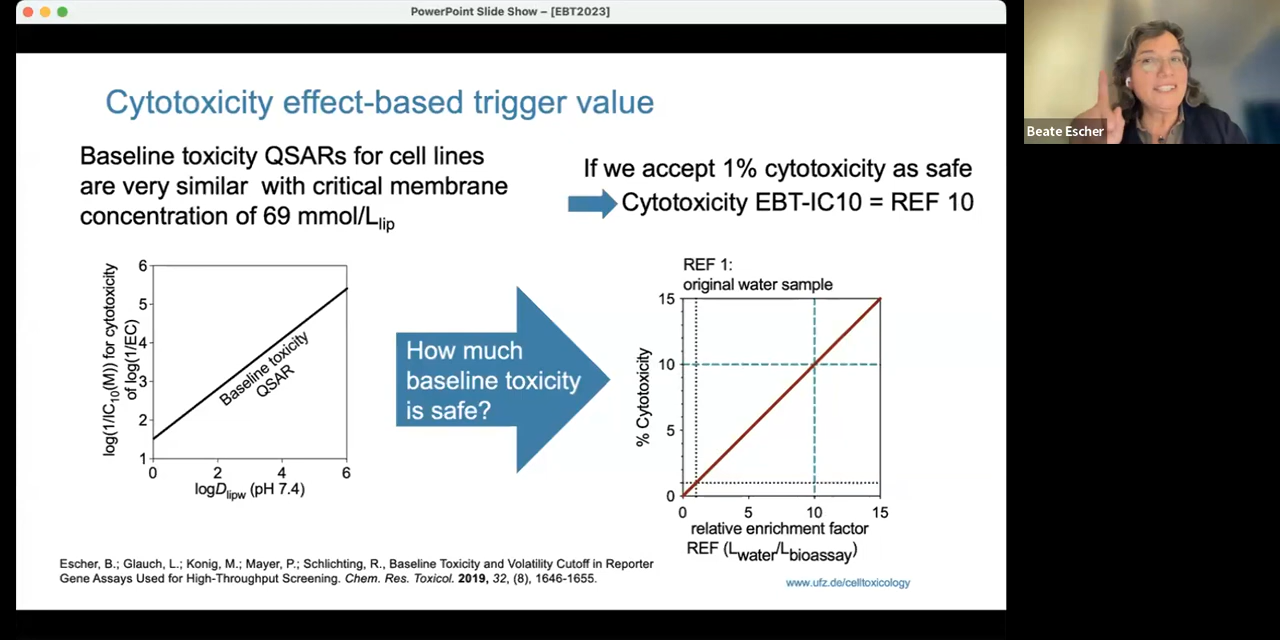 PowerPoint Slide Show – [EBT2023]
Cytotoxicity effect-based trigger value
Baseline toxicity QSARs for cell lines
are very similar with critical membrane
concentration of 69 mmol/Llip
If we accept 1% cytotoxicity as safe
Cytotoxicity EBT-IC10 = REF 10
log(1/IC10(M)) for cytotoxicity
of log(1/EC)
6
5
4
3
2
1
Baseline toxicity
QSAR
0 2 4 6
logDlipw (pH 7.4)
How much
baseline toxicity
is safe?
REF 1:
original water sample
% Cytotoxicity
15
10
5
0
0 5 10 15
relative enrichment factor
REF (Lwater/Lbioassay)
Escher, B.; Glauch, L.; Konig, M.; Mayer, P.; Schlichting, R., Baseline Toxicity and Volatility Cutoff in Reporter
Gene Assays Used for High-Throughput Screening. Chem. Res. Toxicol. 2019, 32, (8), 1646-1655.
www.ufz.de/celltoxicology
Beate Escher